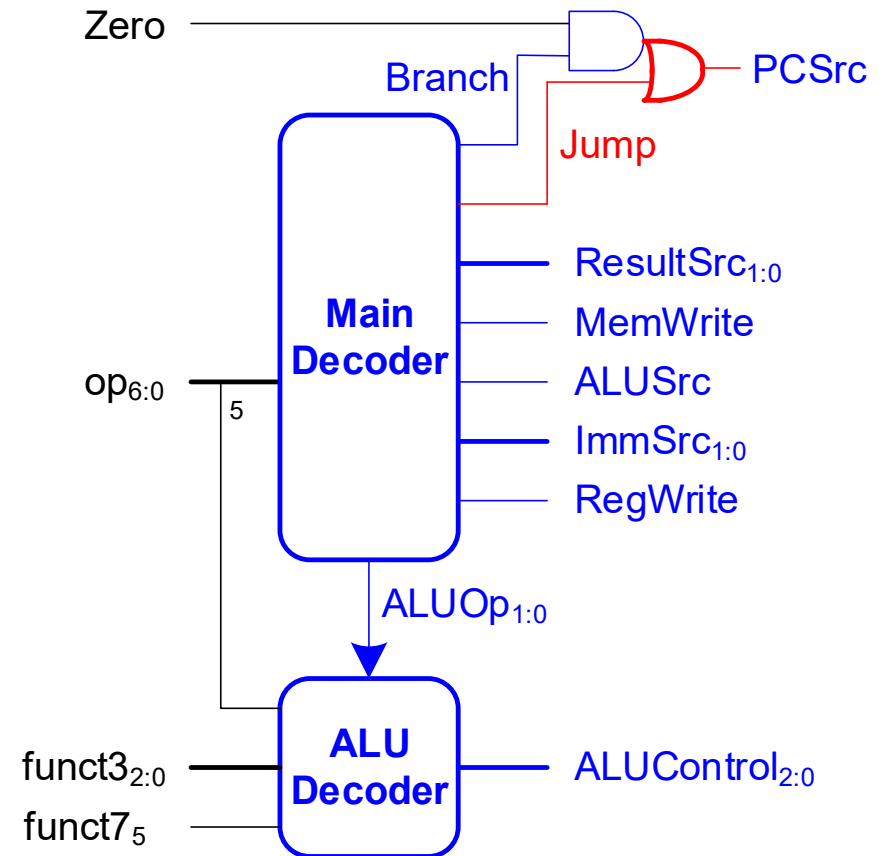 Zero
Branch
PCSrc
Jump
ResultSrc1:0
Main
Decoder
MemWrite
op6:0
5
ALUSrc
ImmSrc1:0
RegWrite
ALUOp1:0
ALU
Decoder
funct32:0
ALUControl2:0
funct75